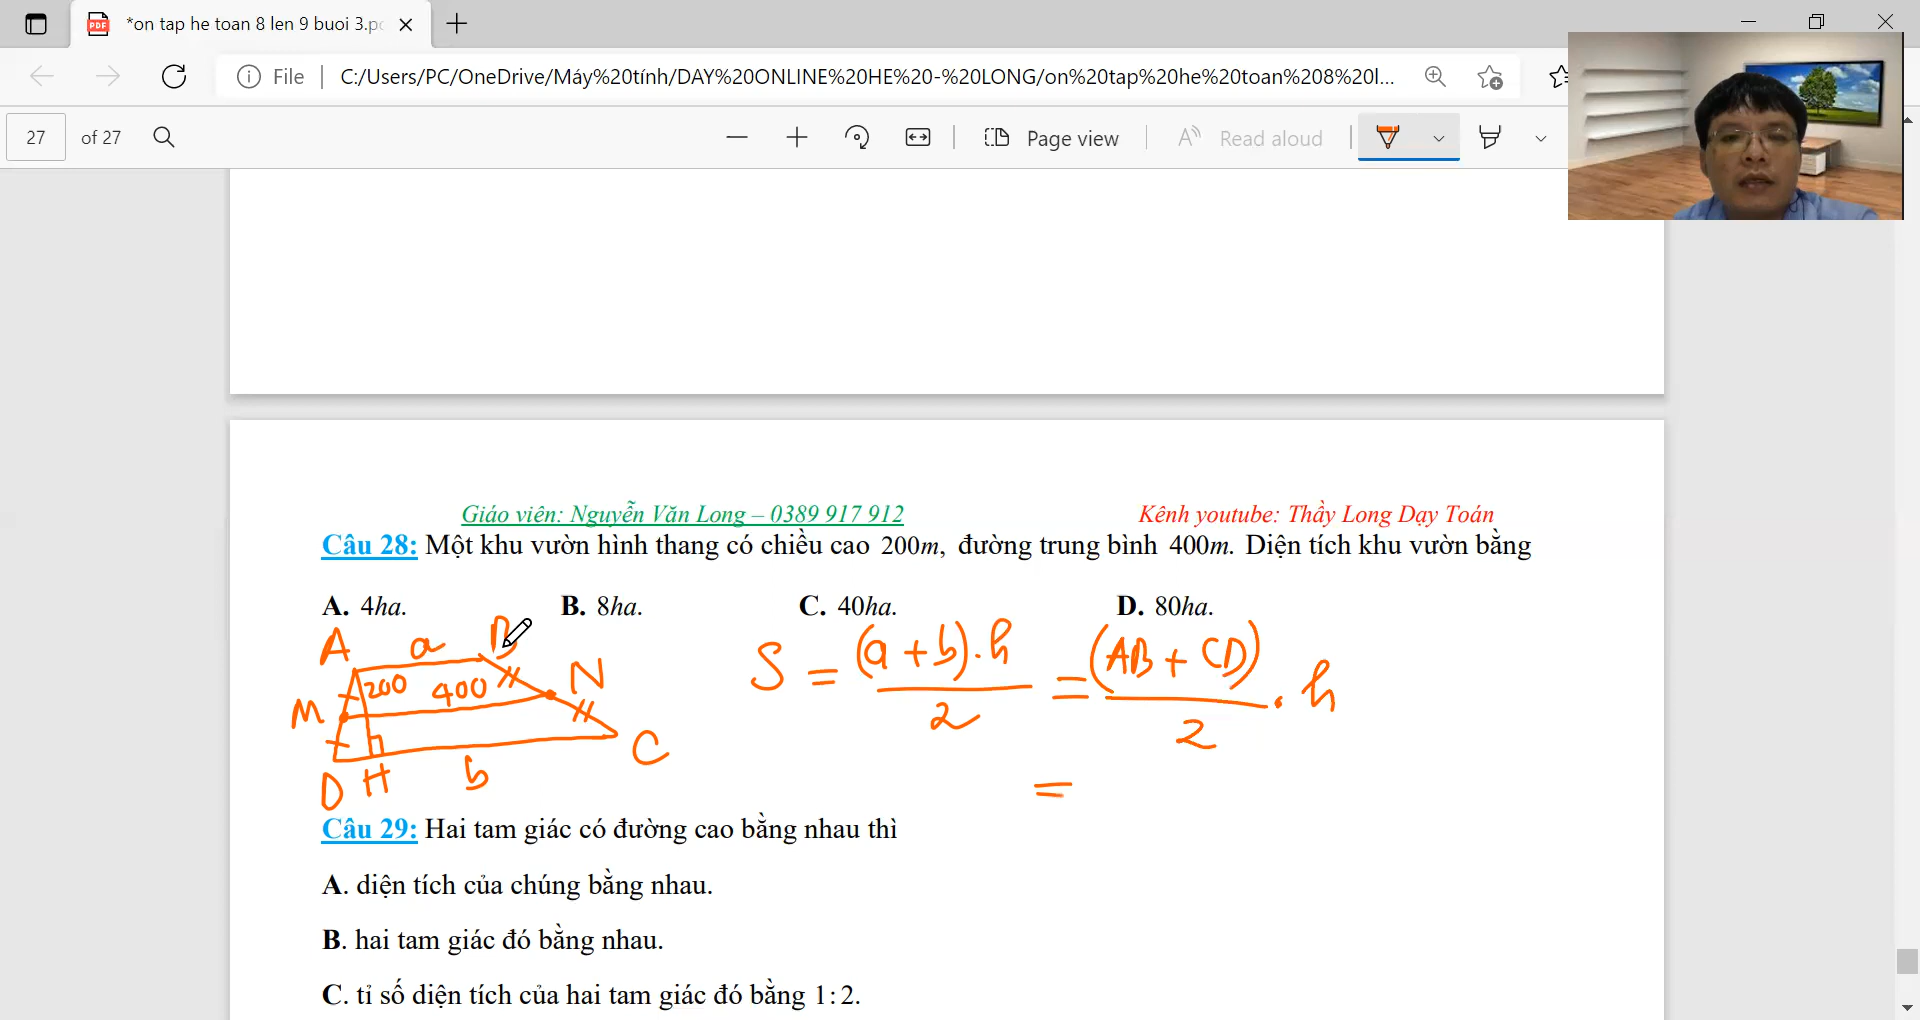 *on tap he toan 8 len 9 buoi 3.pd
File
C:/Users/PC/OneDrive/Máy%20tính/DAY%20ONLINE%20HE%20-%20LONG/on%20tap%20he%20toan%208%20l...
27 of 27
Page view
Read aloud
Giáo viên: Nguyễn Văn Long – 0389 917 912
Kênh youtube: Thầy Long Dạy Toán
Câu 28: Một khu vườn hình thang có chiều cao 200m, đường trung bình 400m. Diện tích khu vườn bằng
A. 4ha. B. 8ha. C. 40ha. D. 80ha.
A a B
200 400 N
M
D H b C
S = (a + b).h / 2 = (AB + CD) / 2 . h
=
Câu 29: Hai tam giác có đường cao bằng nhau thì
A. diện tích của chúng bằng nhau.
B. hai tam giác đó bằng nhau.
C. tỉ số diện tích của hai tam giác đó bằng 1:2.